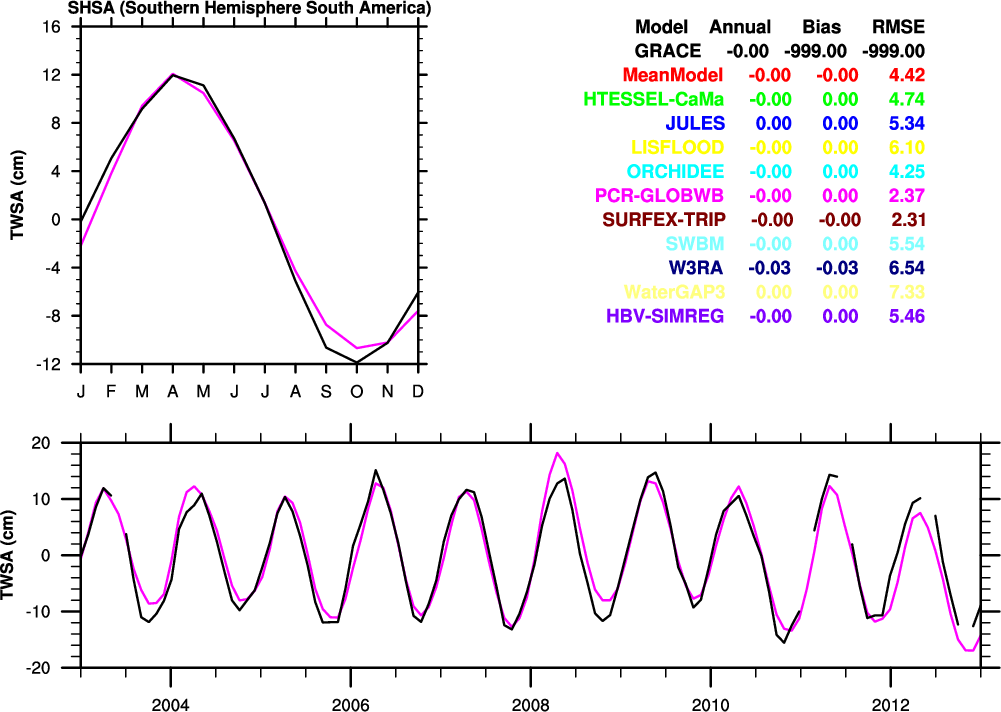 SHSA (Southern Hemisphere South America)
16
12
8
4
0
-4
-8
-12
TWSA (cm)
J F M A M J J A S O N D
Model Annual Bias RMSE
GRACE -0.00 -999.00 -999.00
MeanModel -0.00 -0.00 4.42
HTESSEL-CaMa -0.00 0.00 4.74
JULES 0.00 0.00 5.34
LISFLOOD -0.00 0.00 6.10
ORCHIDEE -0.00 0.00 4.25
PCR-GLOBWB -0.00 0.00 2.37
SURFEX-TRIP -0.00 -0.00 2.31
SWBM -0.00 0.00 5.54
W3RA -0.03 -0.03 6.54
WaterGAP3 0.00 0.00 7.33
HBV-SIMREG -0.00 0.00 5.46
20
10
0
-10
-20
TWSA (cm)
2004 2006 2008 2010 2012